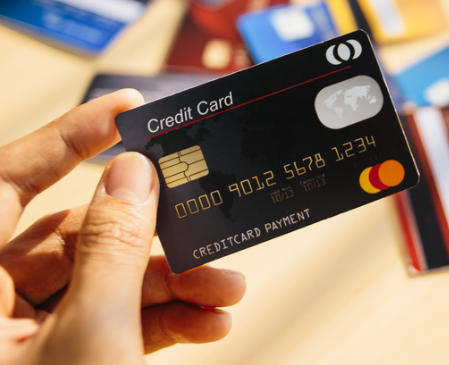 Credit Card
0000 9012 5678 1234
CREDITCARD PAYMENT